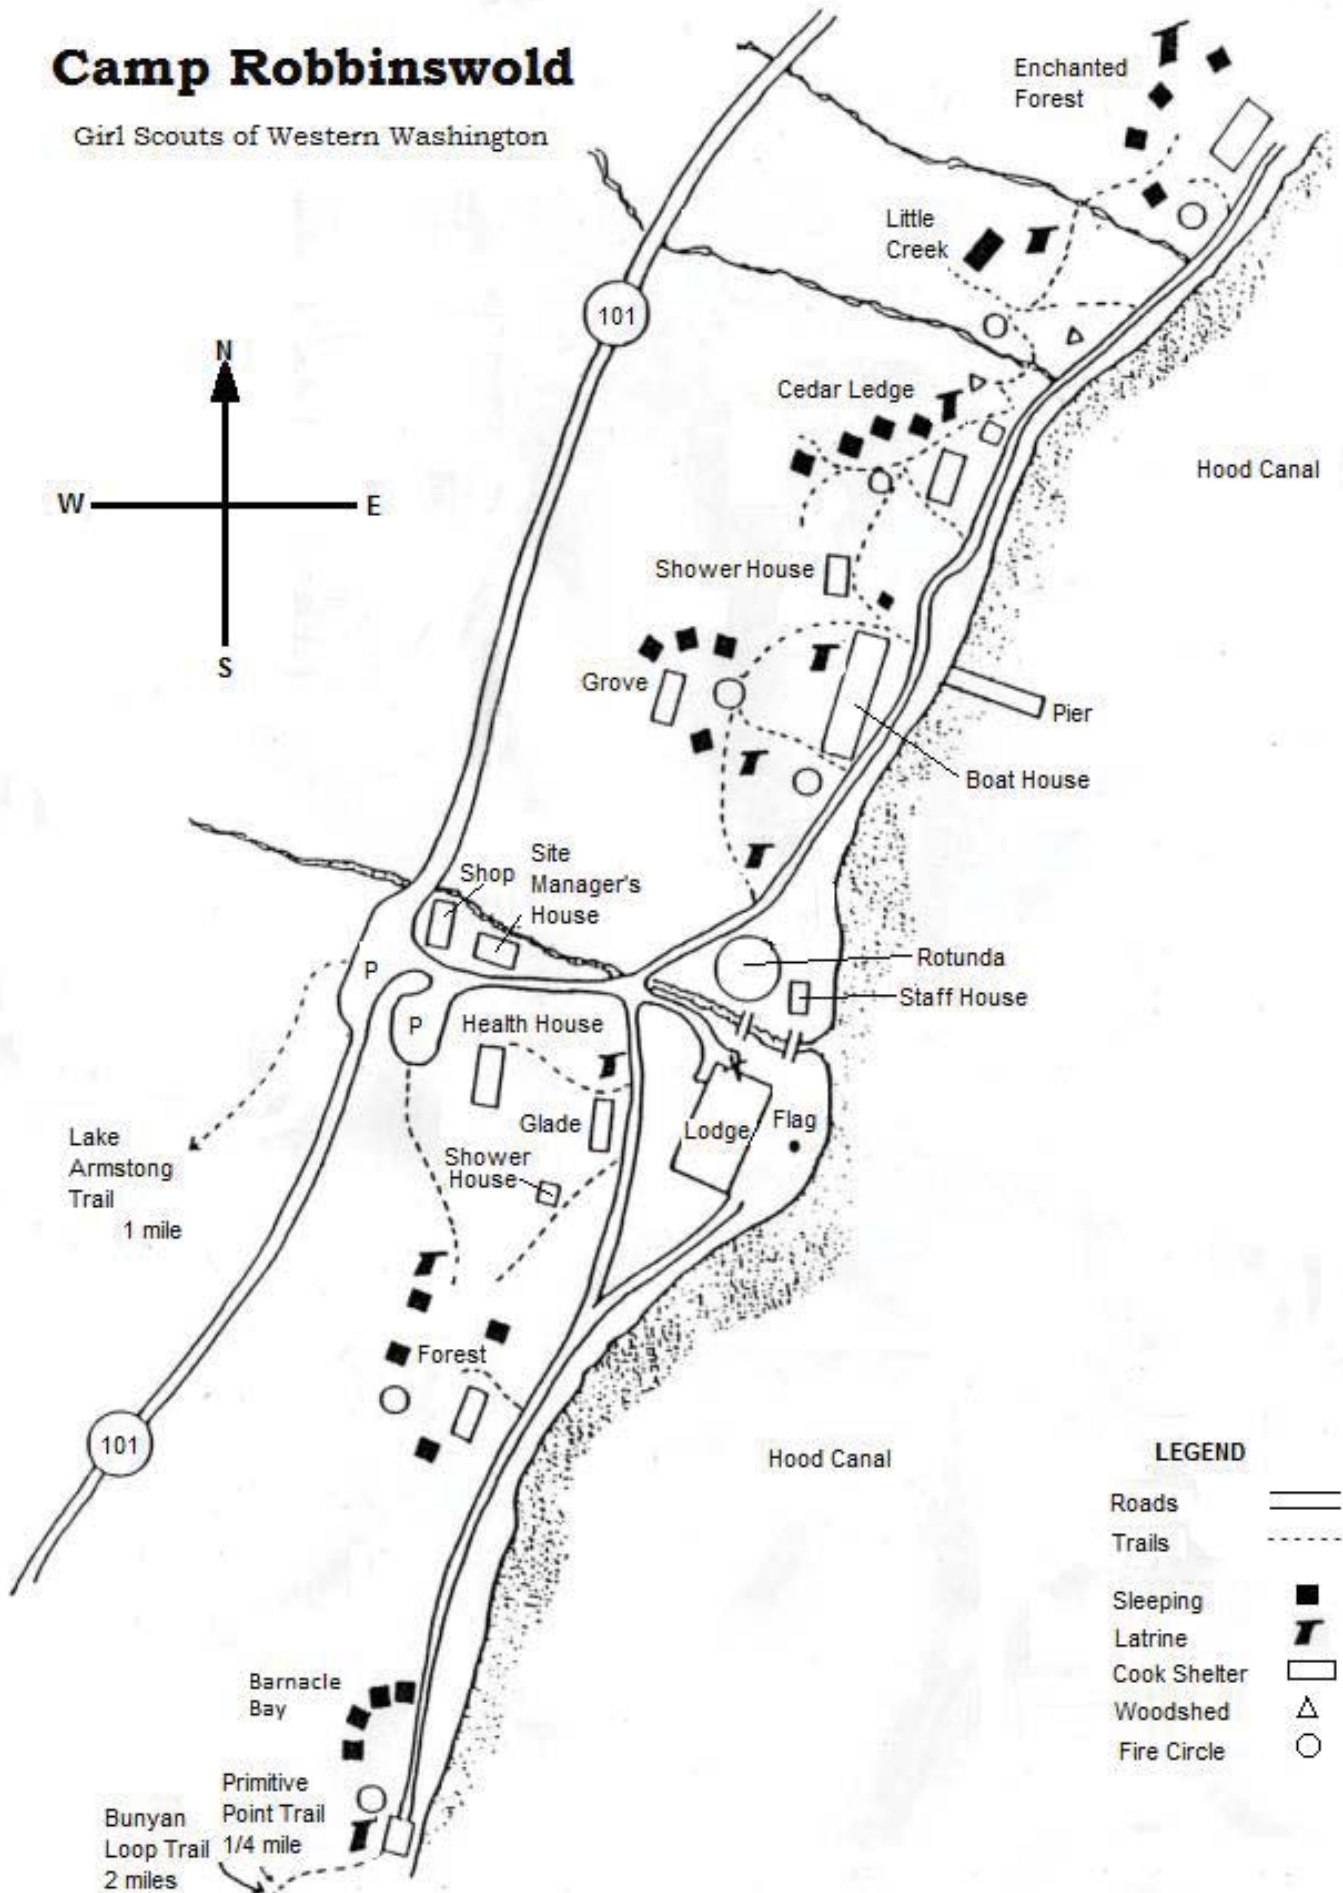 Camp Robbinswold
Girl Scouts of Western Washington
Enchanted
Forest
Little
Creek
101
N
W
E
S
Cedar Ledge
Hood Canal
Shower House
Grove
Pier
Boat House
Shop
Site
Manager's
House
Rotunda
Staff House
P
P
Health House
Glade
Lodge
Flag
Shower
House
Lake
Armstong
Trail
1 mile
Forest
101
Hood Canal
LEGEND
Roads
Trails
Sleeping
Latrine
Cook Shelter
Woodshed
Fire Circle
Barnacle
Bay
Primitive
Point Trail
1/4 mile
Bunyan
Loop Trail
2 miles